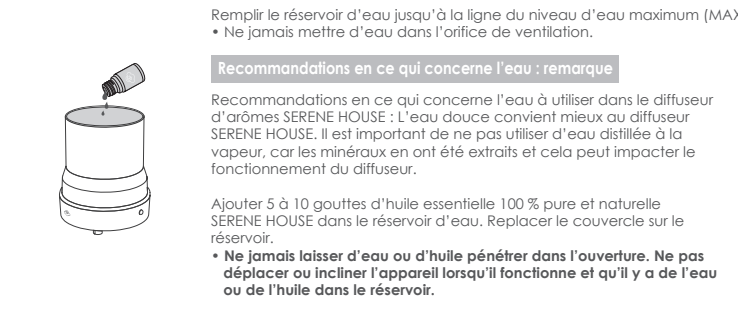 Remplir le réservoir d'eau jusqu'à la ligne du niveau d'eau maximum (MAX
• Ne jamais mettre d'eau dans l'orifice de ventilation.
Recommandations en ce qui concerne l'eau : remarque
Recommandations en ce qui concerne l'eau à utiliser dans le diffuseur
d'arômes SERENE HOUSE : L'eau douce convient mieux au diffuseur
SERENE HOUSE. Il est important de ne pas utiliser d'eau distillée à la
vapeur, car les minéraux en ont été extraits et cela peut impacter le
fonctionnement du diffuseur.
Ajouter 5 à 10 gouttes d'huile essentielle 100 % pure et naturelle
SERENE HOUSE dans le réservoir d'eau. Replacer le couvercle sur le
réservoir.
• Ne jamais laisser d'eau ou d'huile pénétrer dans l'ouverture. Ne pas
déplacer ou incliner l'appareil lorsqu'il fonctionne et qu'il y a de l'eau
ou de l'huile dans le réservoir.